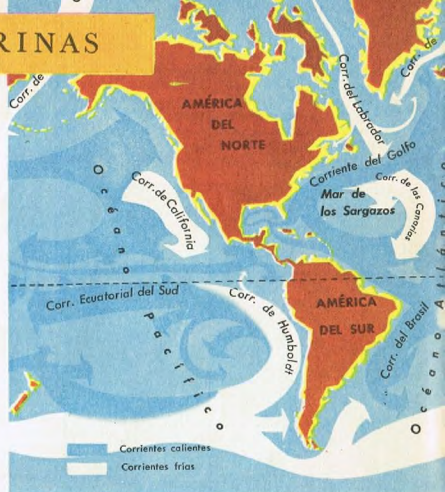 RINAS
Corr. de
Corr. de
Corr. del Labrador
AMÉRICA
DEL
NORTE
Corriente del Golfo
Mar de
los Sargazos
Corr. de las Canarias
Corr. de California
Océano
Pacífico
Corr. Ecuatorial del Sud
Corr. de Humboldt
AMÉRICA
DEL SUR
Corr. del Brasil
Océano Atlántic
Corrientes calientes
Corrientes frías